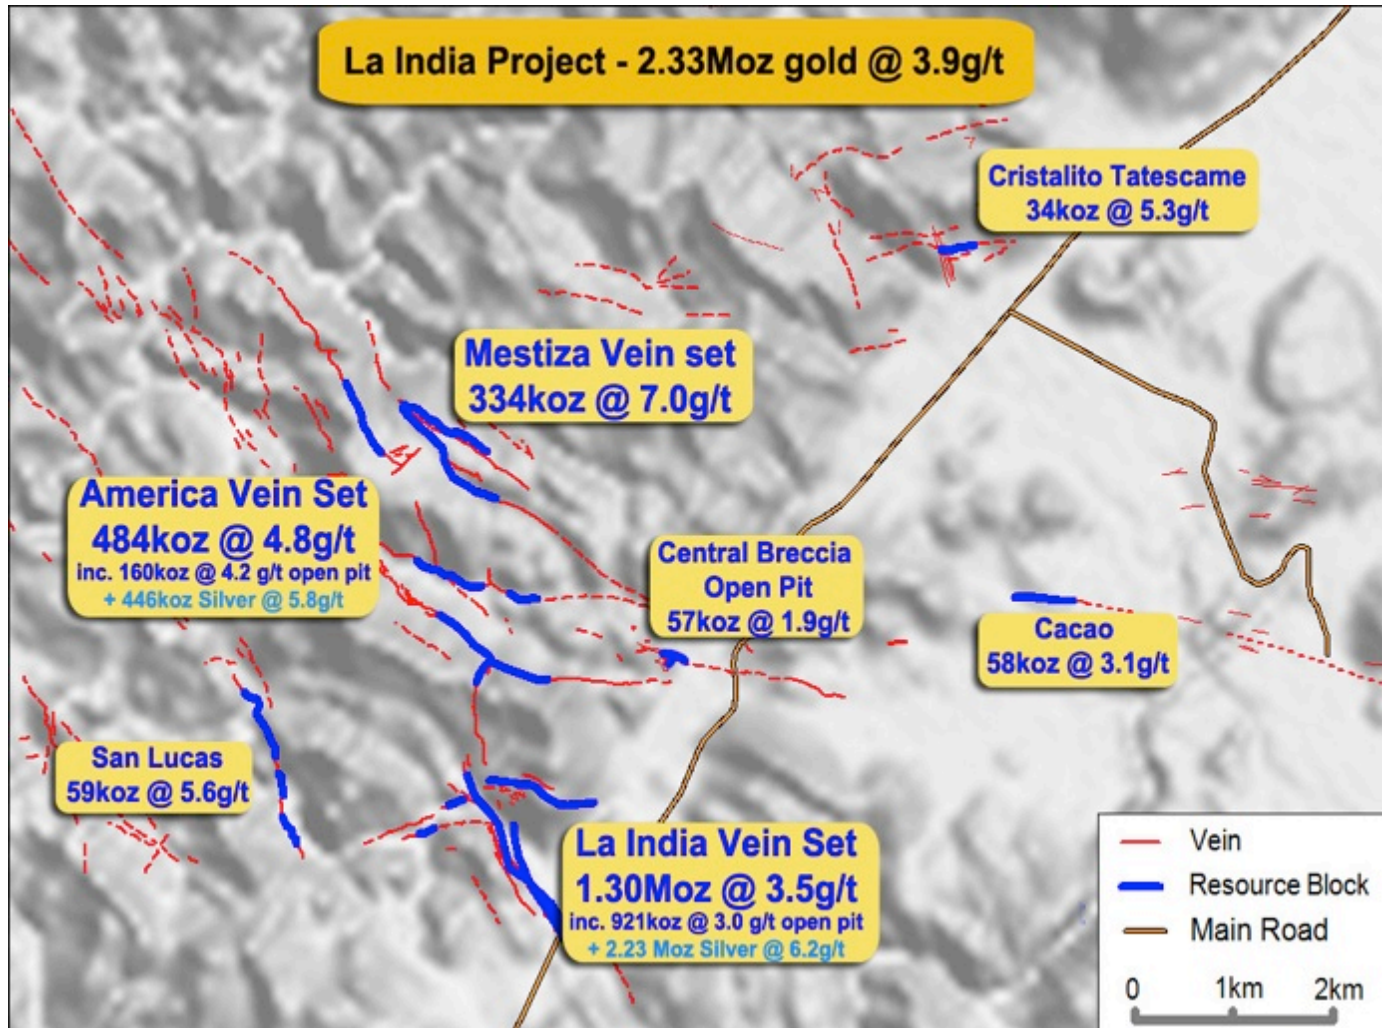 La India Project - 2.33Moz gold @ 3.9g/t
Cristalito Tatescame
34koz @ 5.3g/t
Mestiza Vein set
334koz @ 7.0g/t
America Vein Set
484koz @ 4.8g/t
inc. 160koz @ 4.2 g/t open pit
+ 446koz Silver @ 5.8g/t
Central Breccia
Open Pit
57koz @ 1.9g/t
Cacao
58koz @ 3.1g/t
San Lucas
59koz @ 5.6g/t
La India Vein Set
1.30Moz @ 3.5g/t
inc. 921koz @ 3.0 g/t open pit
+ 2.23 Moz Silver @ 6.2g/t
Vein
Resource Block
Main Road
0 1km 2km